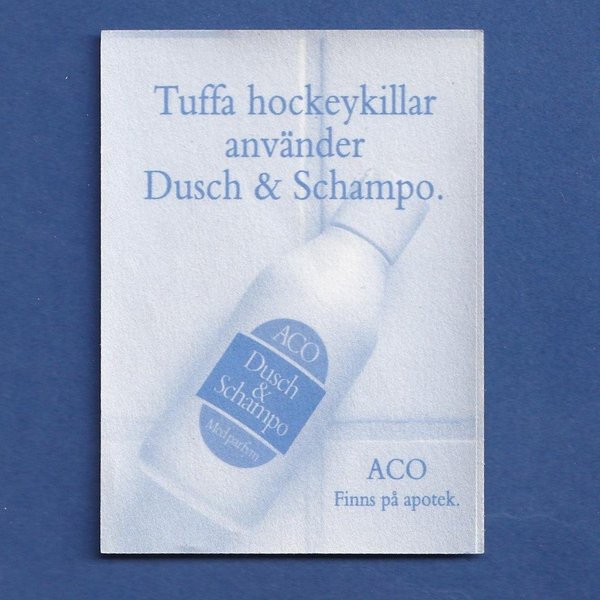 Tuffa hockeykillar
använder
Dusch & Schampo.
ACO
Dusch
&
Schampo
Med parfym
ACO
Finns på apotek.